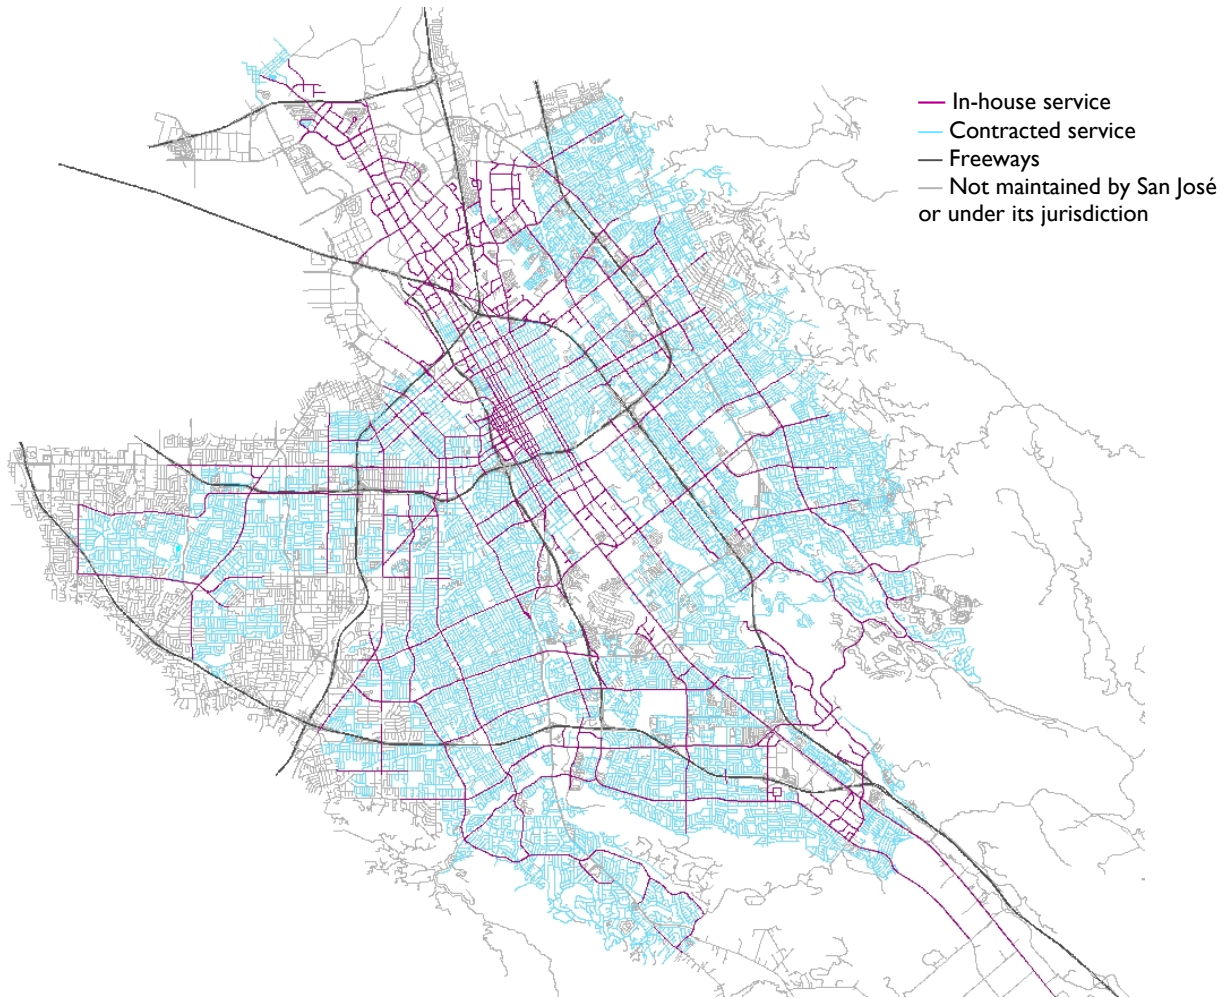 In-house service
Contracted service
Freeways
Not maintained by San José
or under its jurisdiction